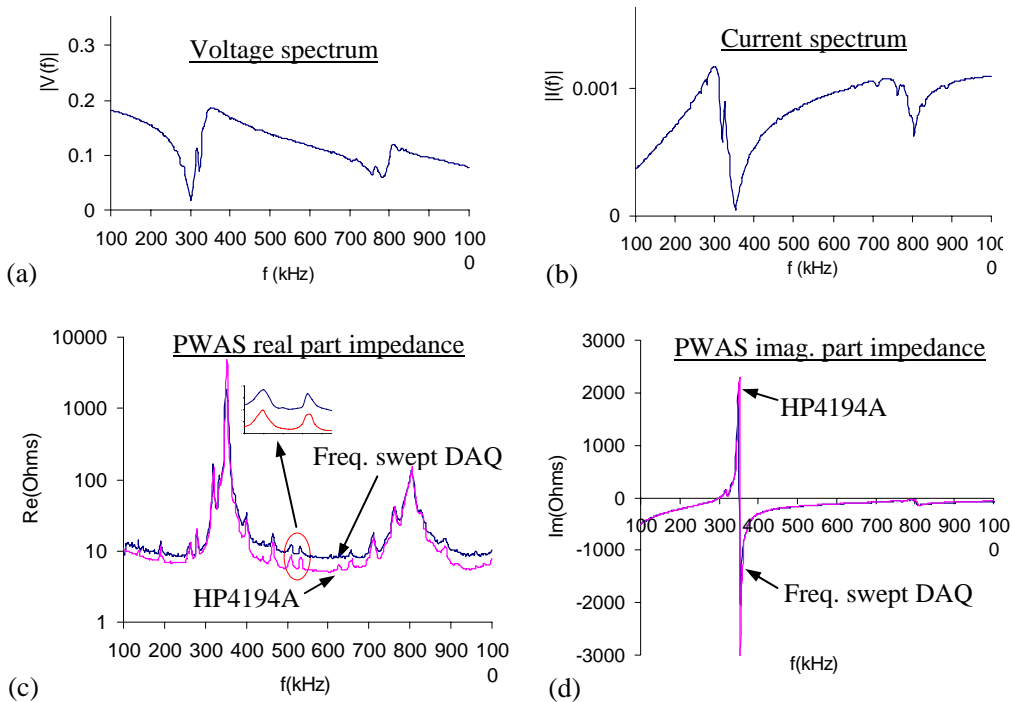 Voltage spectrum
|V(f)|
0.3
0.2
0.1
0
100 200 300 400 500 600 700 800 900 100
0
f (kHz)
(a)
Current spectrum
|I(f)|
0.001
0
100 200 300 400 500 600 700 800 900 100
0
f (kHz)
(b)
PWAS real part impedance
Re(Ohms)
10000
1000
100
10
1
Freq. swept DAQ
HP4194A
100 200 300 400 500 600 700 800 900 100
0
f(kHz)
(c)
PWAS imag. part impedance
Im(Ohms)
3000
2000
1000
0
-1000
-2000
-3000
HP4194A
100 200 300 400 500 600 700 800 900 100
0
Freq. swept DAQ
f(kHz)
(d)